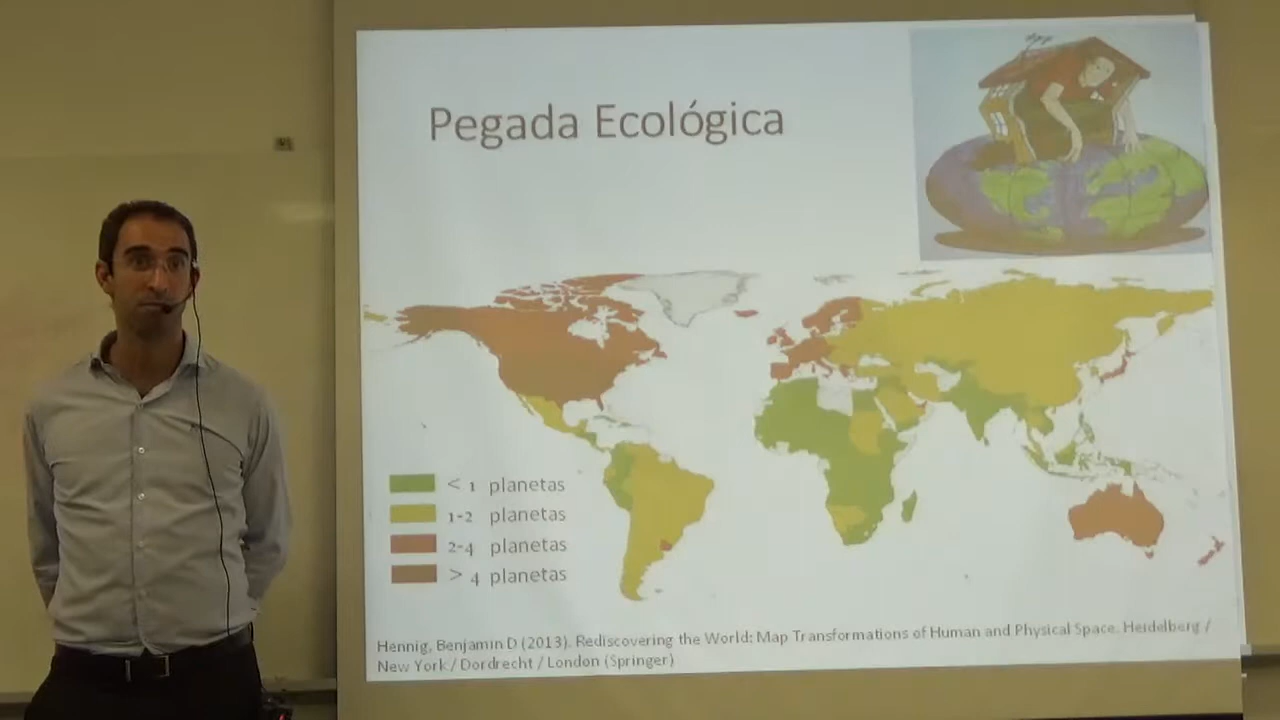 Pegada Ecológica
< 1 planetas
1-2 planetas
2-4 planetas
> 4 planetas
Hennig, Benjamin D (2013). Rediscovering the World: Map Transformations of Human and Physical Space. Heidelberg /
New York / Dordrecht / London (Springer)